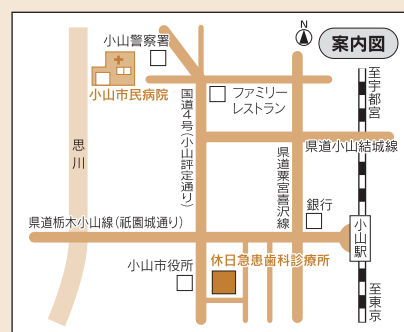 N
案内図
小山警察署
小山市民病院
至宇都宮
ファミリー
レストラン
国道4号(小山評定通り)
思川
県道小山結城線
県道粟宮喜沢線
銀行
県道栃木小山線(祇園城通り)
小山駅
小山市役所
休日急患歯科診療所
至東京